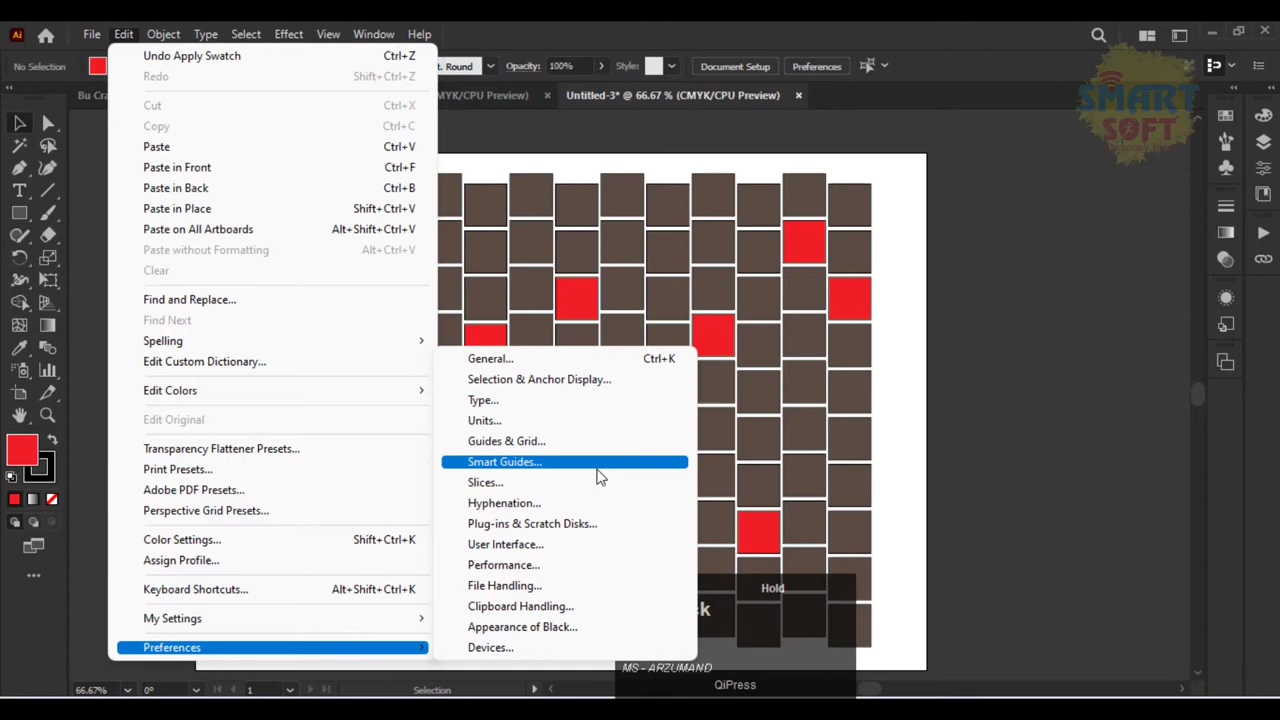 Ai File Edit Object Type Select Effect View Window Help
No Selection t. Round Opacity: 100% Style: Document Setup Preferences
Bu Cra (CMYK/CPU Preview) × Untitled-3* @ 66.67 % (CMYK/CPU Preview) ×
SMART
SOFT
Undo Apply Swatch Ctrl+Z
Redo Shift+Ctrl+Z
Cut Ctrl+X
Copy Ctrl+C
Paste Ctrl+V
Paste in Front Ctrl+F
Paste in Back Ctrl+B
Paste in Place Shift+Ctrl+V
Paste on All Artboards Alt+Shift+Ctrl+V
Paste without Formatting Alt+Ctrl+V
Clear
Find and Replace...
Find Next
Spelling
Edit Custom Dictionary...
Edit Colors
Edit Original
Transparency Flattener Presets...
Print Presets...
Adobe PDF Presets...
Perspective Grid Presets...
Color Settings... Shift+Ctrl+K
Assign Profile...
Keyboard Shortcuts... Alt+Shift+Ctrl+K
My Settings
Preferences
General... Ctrl+K
Selection & Anchor Display...
Type...
Units...
Guides & Grid...
Smart Guides...
Slices...
Hyphenation...
Plug-ins & Scratch Disks...
User Interface...
Performance...
File Handling...
Clipboard Handling...
Appearance of Black...
Devices...
Hold
sk
MS - ARZUMAND
QiPress
66.67% 0° 1 Selection